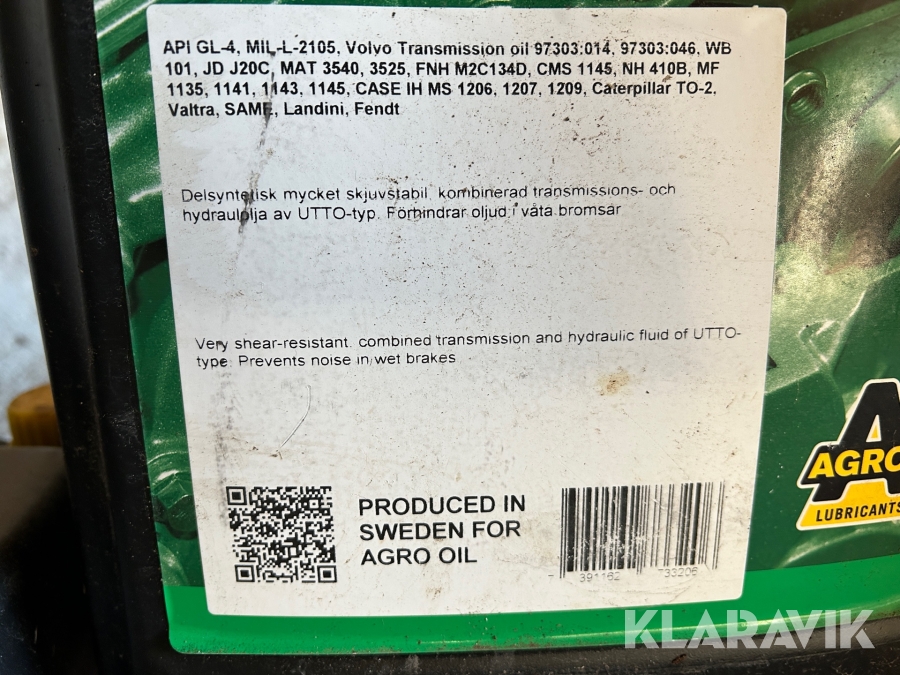 API GL-4, MIL-L-2105, Volvo Transmission oil 97303:014, 97303:046, WB
101, JD J20C, MAT 3540, 3525, FNH M2C134D, CMS 1145, NH 410B, MF
1135, 1141, 1143, 1145, CASE IH MS 1206, 1207, 1209, Caterpillar TO-2,
Valtra, SAME, Landini, Fendt
Delsyntetisk mycket skjuvstabil, kombinerad transmissions- och
hydraulolja av UTTO-typ. Förhindrar oljud i våta bromsar
Very shear-resistant, combined transmission and hydraulic fluid of UTTO-
type. Prevents noise in wet brakes
PRODUCED IN
SWEDEN FOR
AGRO OIL
7 391162 733206
A
AGRO
LUBRICANTS
KLARAVIK